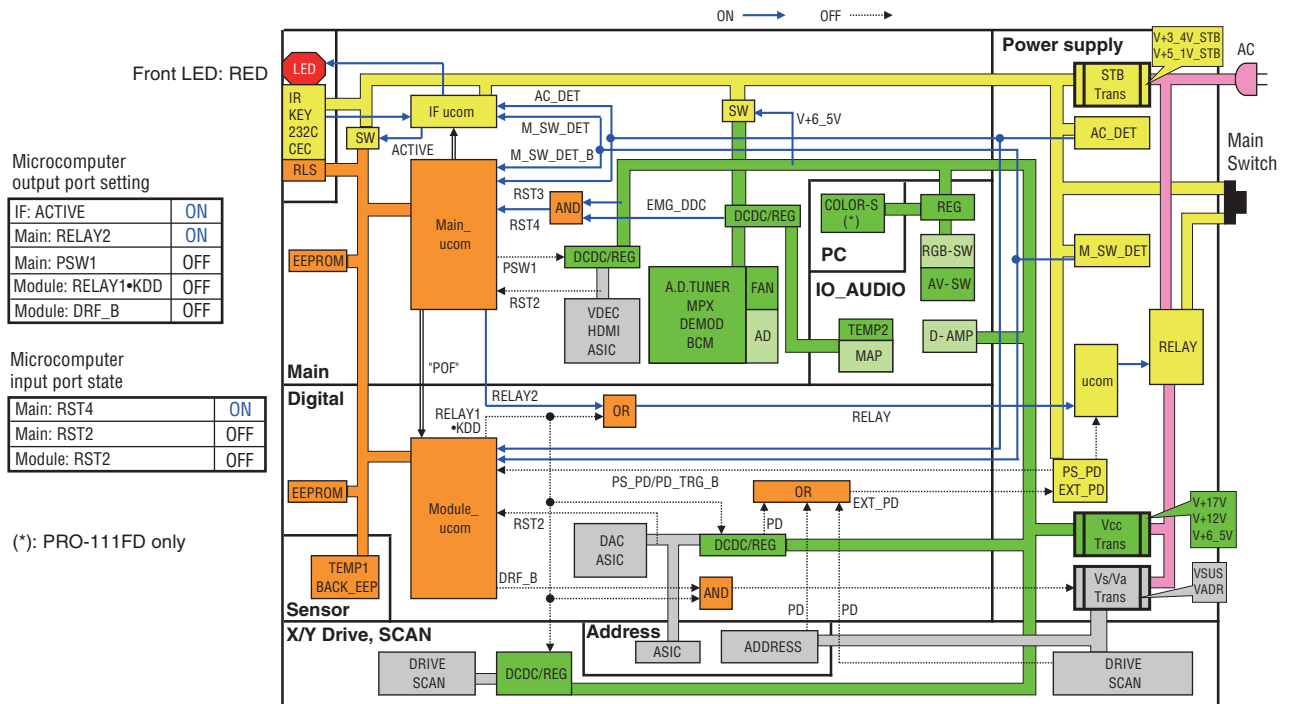 ON OFF
Front LED: RED
LED
IR
KEY
232C
CEC
RLS
SW
IF ucom
ACTIVE
AC_DET
M_SW_DET
M_SW_DET_B
SW
V+6_5V
Power supply
STB
Trans
V+3_4V_STB
V+5_1V_STB
AC
AC_DET
Main
Switch
M_SW_DET
RELAY
ucom
Microcomputer
output port setting
IF: ACTIVE ON
Main: RELAY2 ON
Main: PSW1 OFF
Module: RELAY1•KDD OFF
Module: DRF_B OFF
Microcomputer
input port state
Main: RST4 ON
Main: RST2 OFF
Module: RST2 OFF
(*): PRO-111FD only
EEPROM
Main_
ucom
RST3
RST4
AND
EMG_DDC
DCDC/REG
PSW1
DCDC/REG
RST2
VDEC
HDMI
ASIC
A.D.TUNER
MPX
DEMOD
BCM
FAN
AD
COLOR-S
(*)
REG
PC
RGB-SW
AV-SW
IO_AUDIO
TEMP2
MAP
D-AMP
Main
"POF"
Digital
RELAY1
•KDD
RELAY2
OR
RELAY
EEPROM
Module_
ucom
PS_PD/PD_TRG_B
OR
EXT_PD
PS_PD
EXT_PD
RST2
DAC
ASIC
PD
DCDC/REG
Vcc
Trans
V+17V
V+12V
V+6_5V
TEMP1
BACK_EEP
DRF_B
AND
Vs/Va
Trans
VSUS
VADR
Sensor
PD
PD
X/Y Drive, SCAN
Address
ASIC
ADDRESS
DRIVE
SCAN
DCDC/REG
DRIVE
SCAN